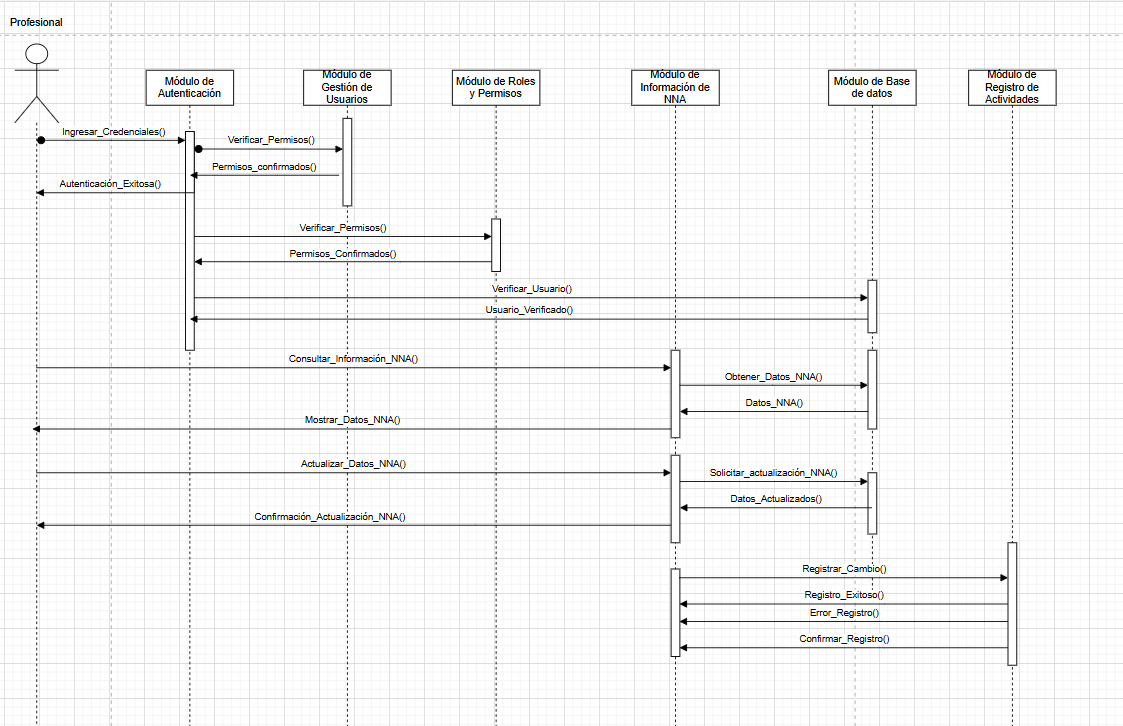 Profesional
Módulo de
Autenticación
Módulo de
Gestión de
Usuarios
Módulo de Roles
y Permisos
Módulo de
Información de
NNA
Módulo de Base
de datos
Módulo de
Registro de
Actividades
Ingresar_Credenciales()
Verificar_Permisos()
Permisos_confirmados()
Autenticación_Exitosa()
Verificar_Permisos()
Permisos_Confirmados()
Verificar_Usuario()
Usuario_Verificado()
Consultar_Información_NNA()
Obtener_Datos_NNA()
Datos_NNA()
Mostrar_Datos_NNA()
Actualizar_Datos_NNA()
Solicitar_actualización_NNA()
Datos_Actualizados()
Confirmación_Actualización_NNA()
Registrar_Cambio()
Registro_Exitoso()
Error_Registro()
Confirmar_Registro()